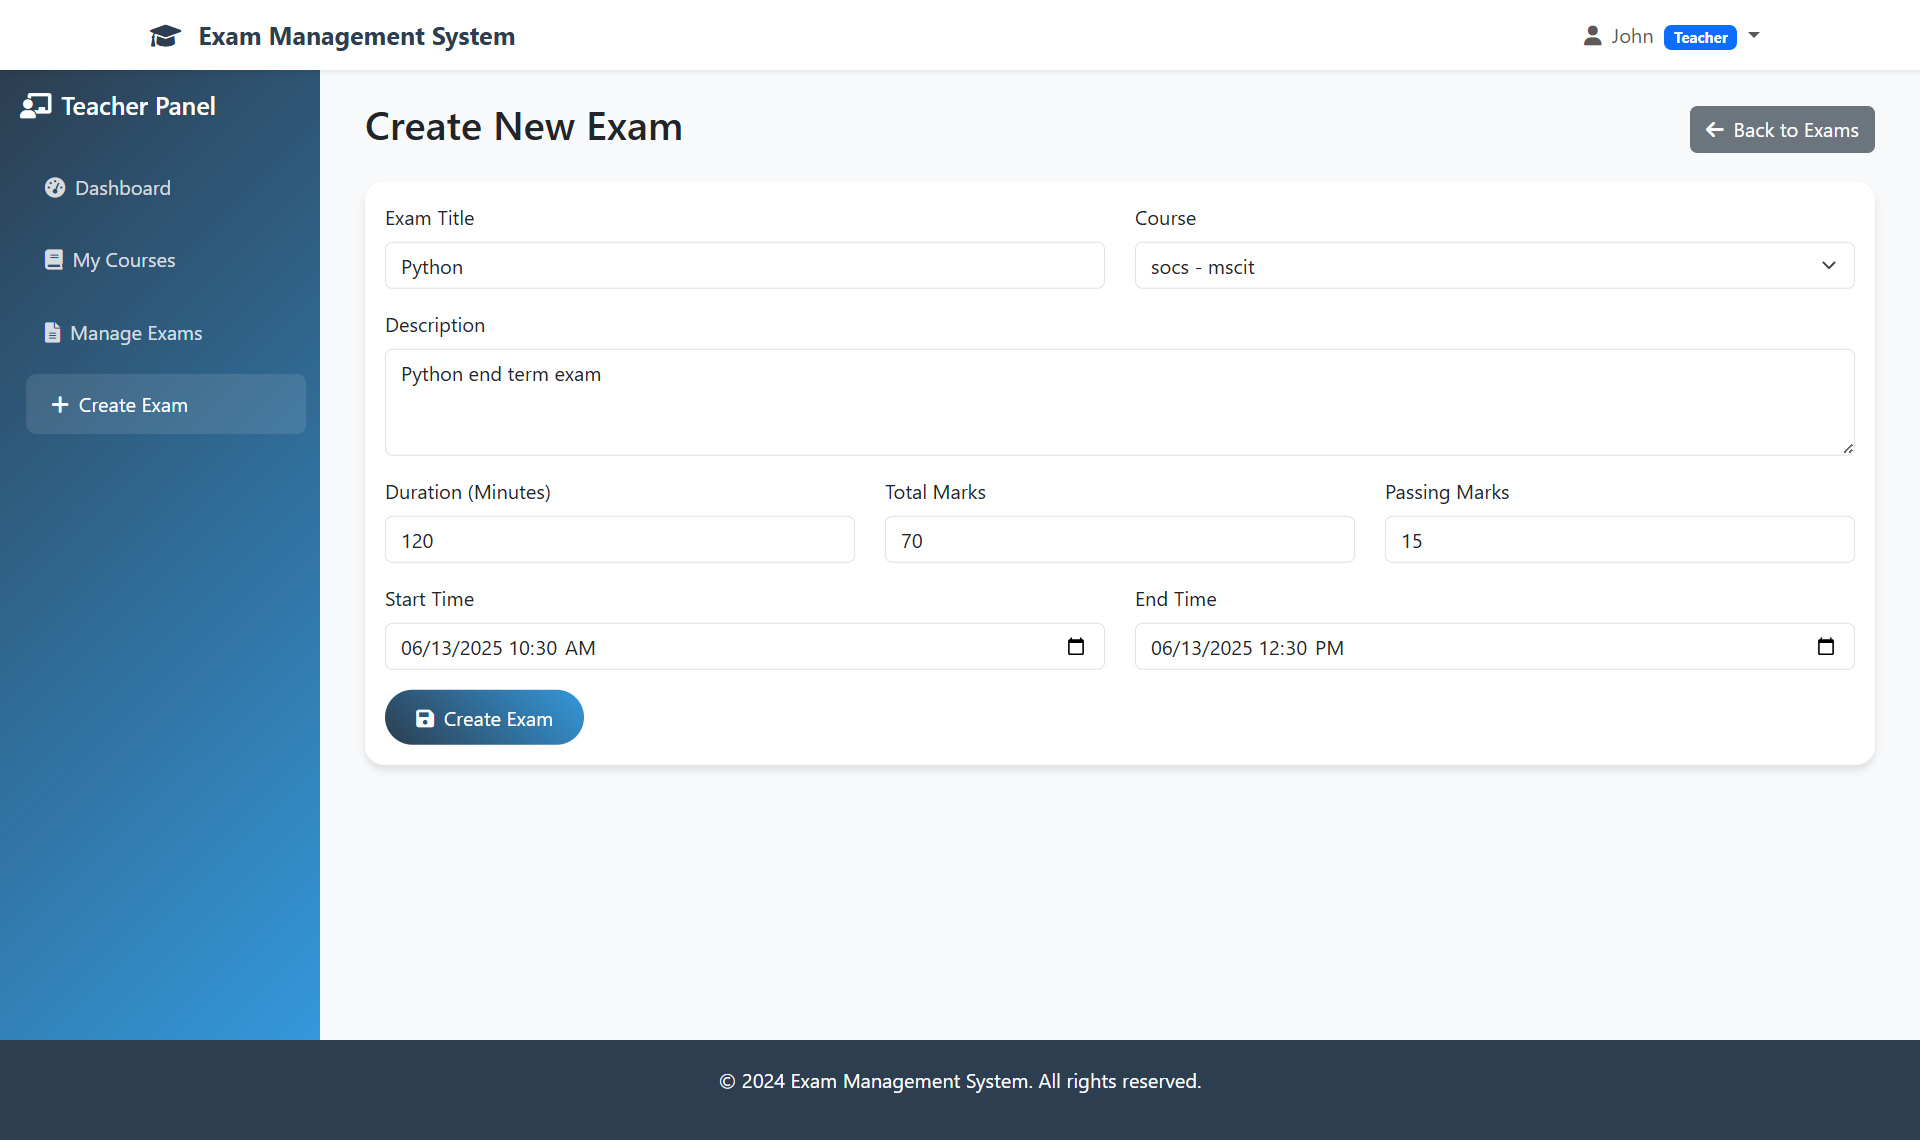 Exam Management System
John Teacher
Teacher Panel
Dashboard
My Courses
Manage Exams
Create Exam
Create New Exam
Back to Exams
Exam Title
Course
Python
socs - mscit
Description
Python end term exam
Duration (Minutes)
Total Marks
Passing Marks
120
70
15
Start Time
End Time
06/13/2025 10:30 AM
06/13/2025 12:30 PM
Create Exam
© 2024 Exam Management System. All rights reserved.